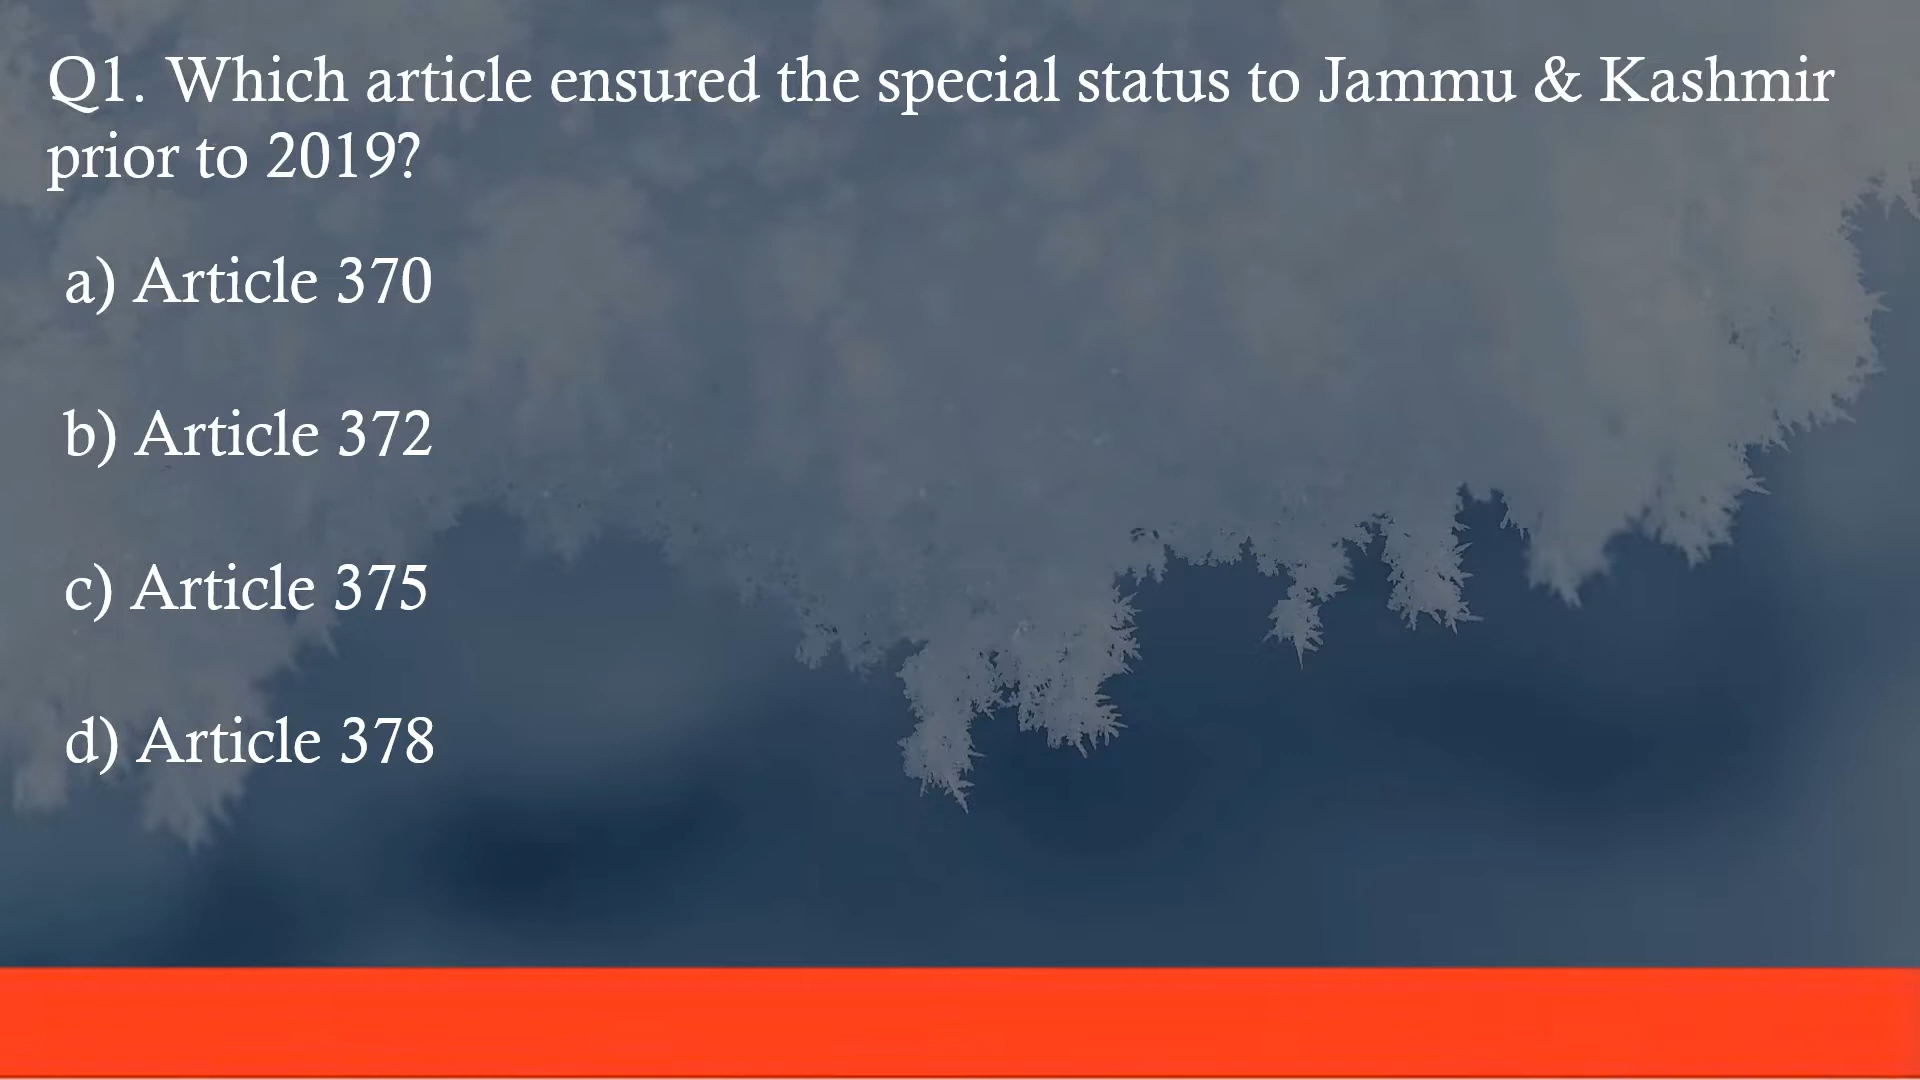 Q1. Which article ensured the special status to Jammu & Kashmir
prior to 2019?
a) Article 370
b) Article 372
c) Article 375
d) Article 378